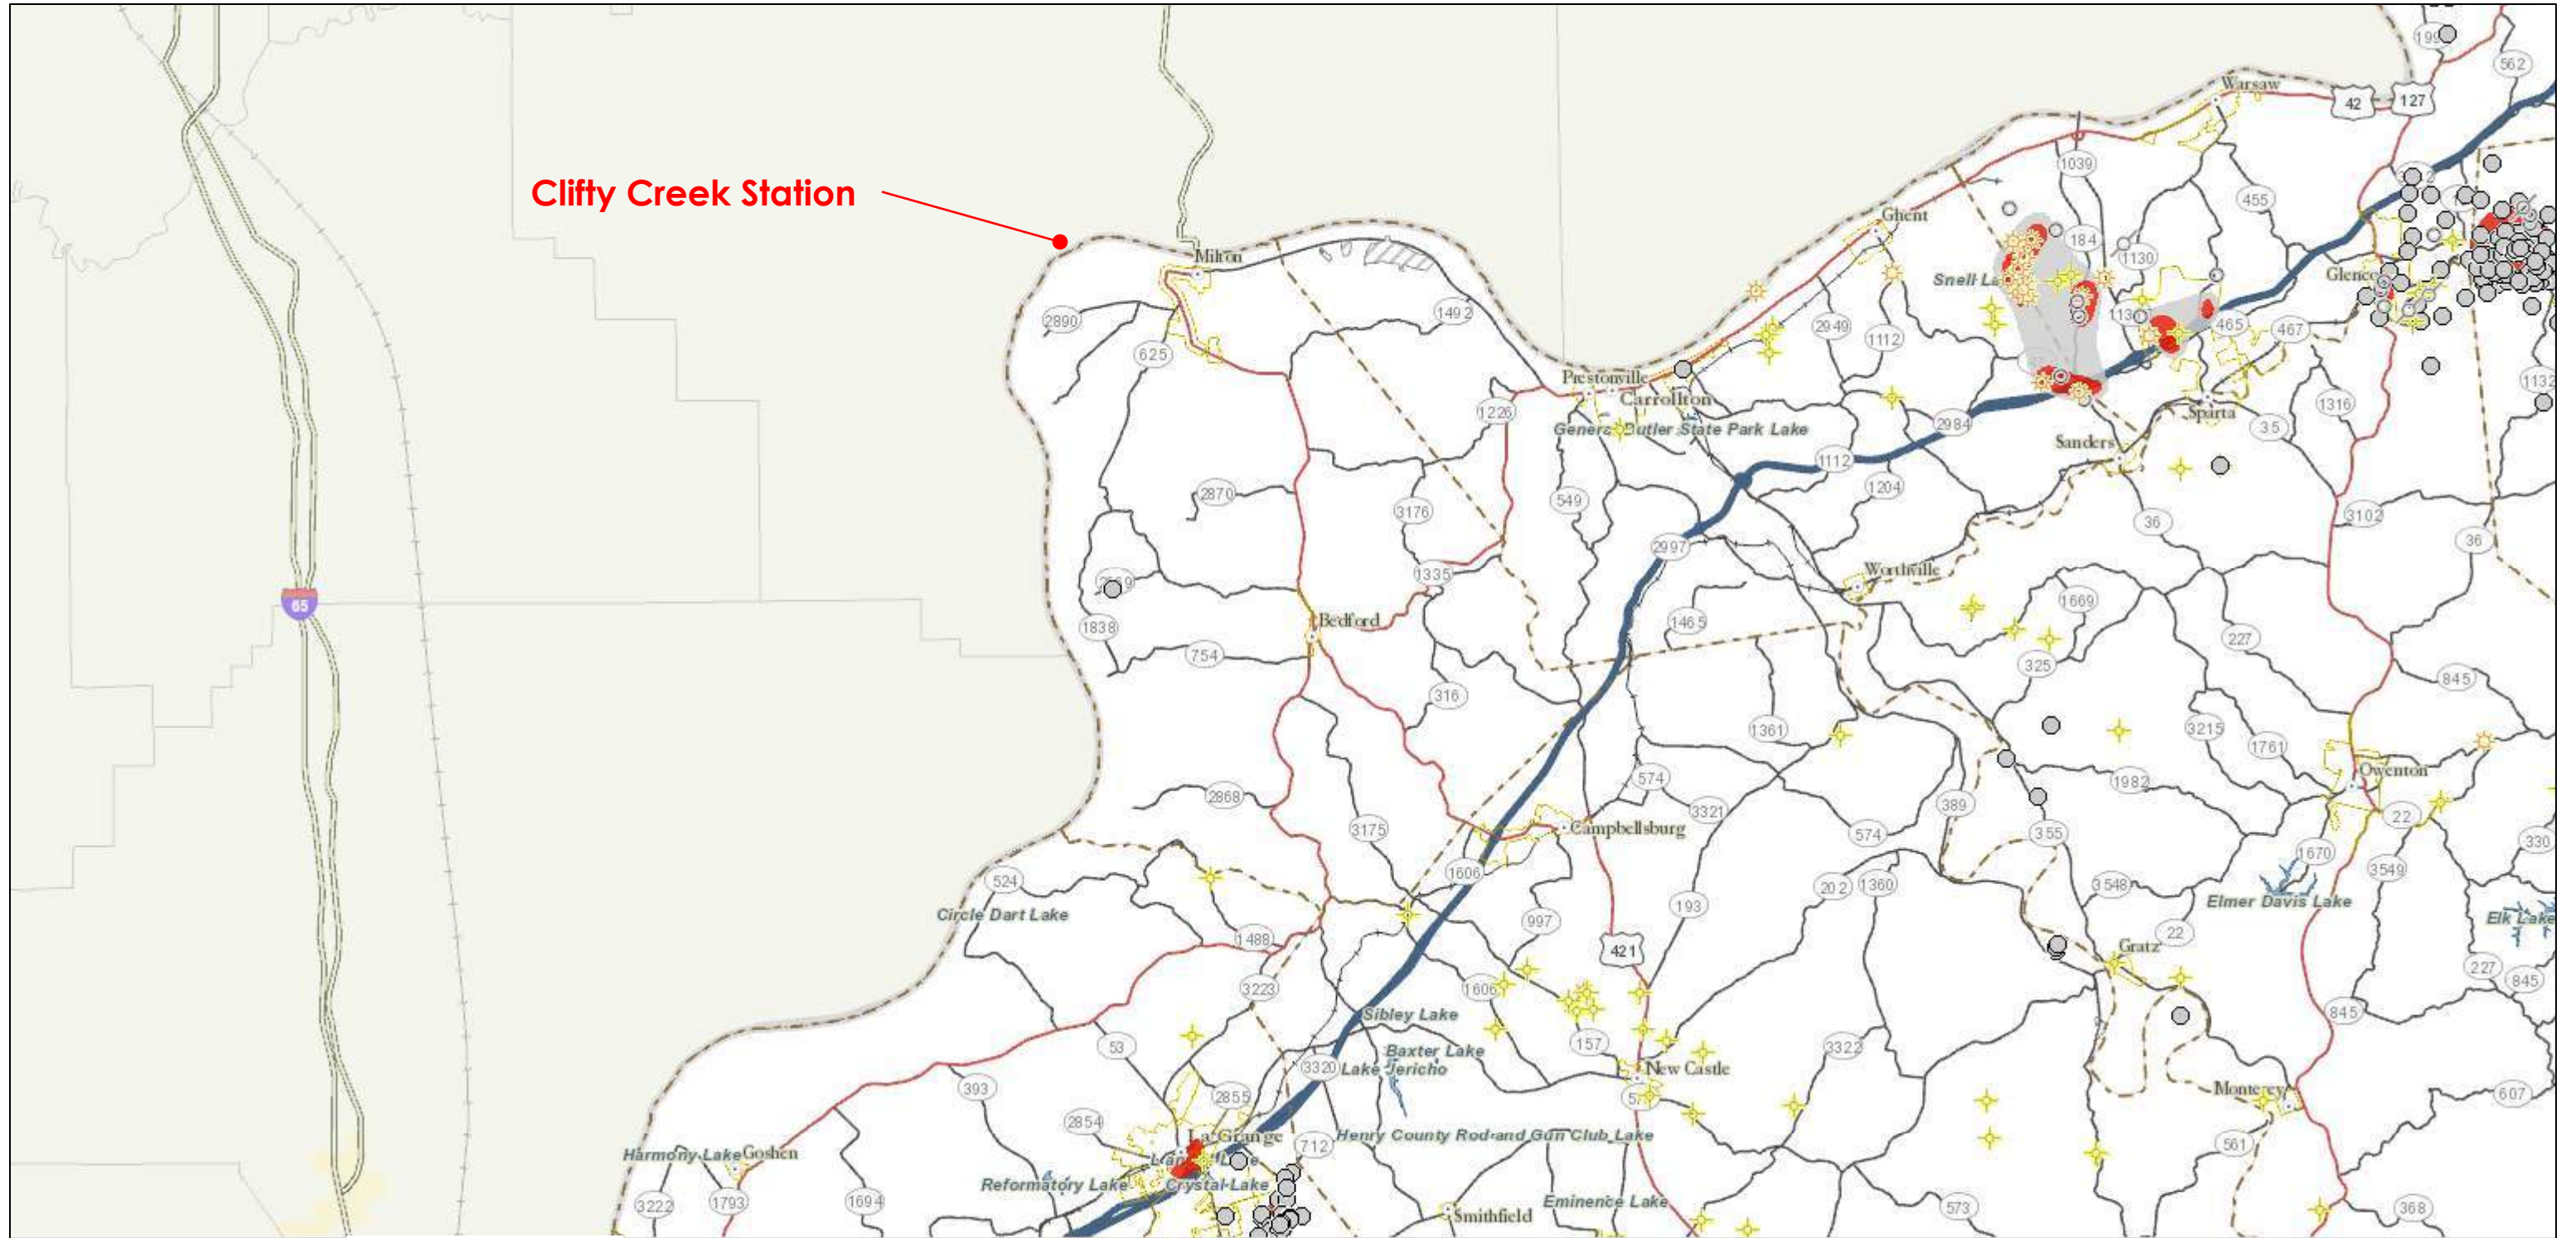 199
562
Warsaw
42
127
Clifty Creek Station
1039
455
Ghent
184
Milton
1130
Snell La
Glenco
2890
1492
2949
1112
465
467
625
Prestonville
Carrollton
1132
1226
Sparta
1316
General Butler State Park Lake
2984
35
Sanders
1112
2870
549
1204
3176
36
3102
36
2997
1335
Worthville
65
1669
1838
Bedford
1465
227
754
325
845
316
1361
3215
1761
574
Owenton
2868
1982
3321
389
22
3175
Campbellsburg
574
355
330
1670
1606
3549
524
202
1360
3548
193
Elmer Davis Lake
Circle Dart Lake
997
Elk Lake
1488
421
22
Gratz
227
845
3223
1606
Sibley Lake
845
53
157
3322
Baxter Lake
3320
Lake Jericho
New Castle
393
2855
Monterey
607
2854
La Grange
712
Henry County Rod and Gun Club Lake
561
Harmony Lake
Goshen
Reformatory Lake
Crystal Lake
3222
1793
1694
Eminence Lake
Smithfield
573
368